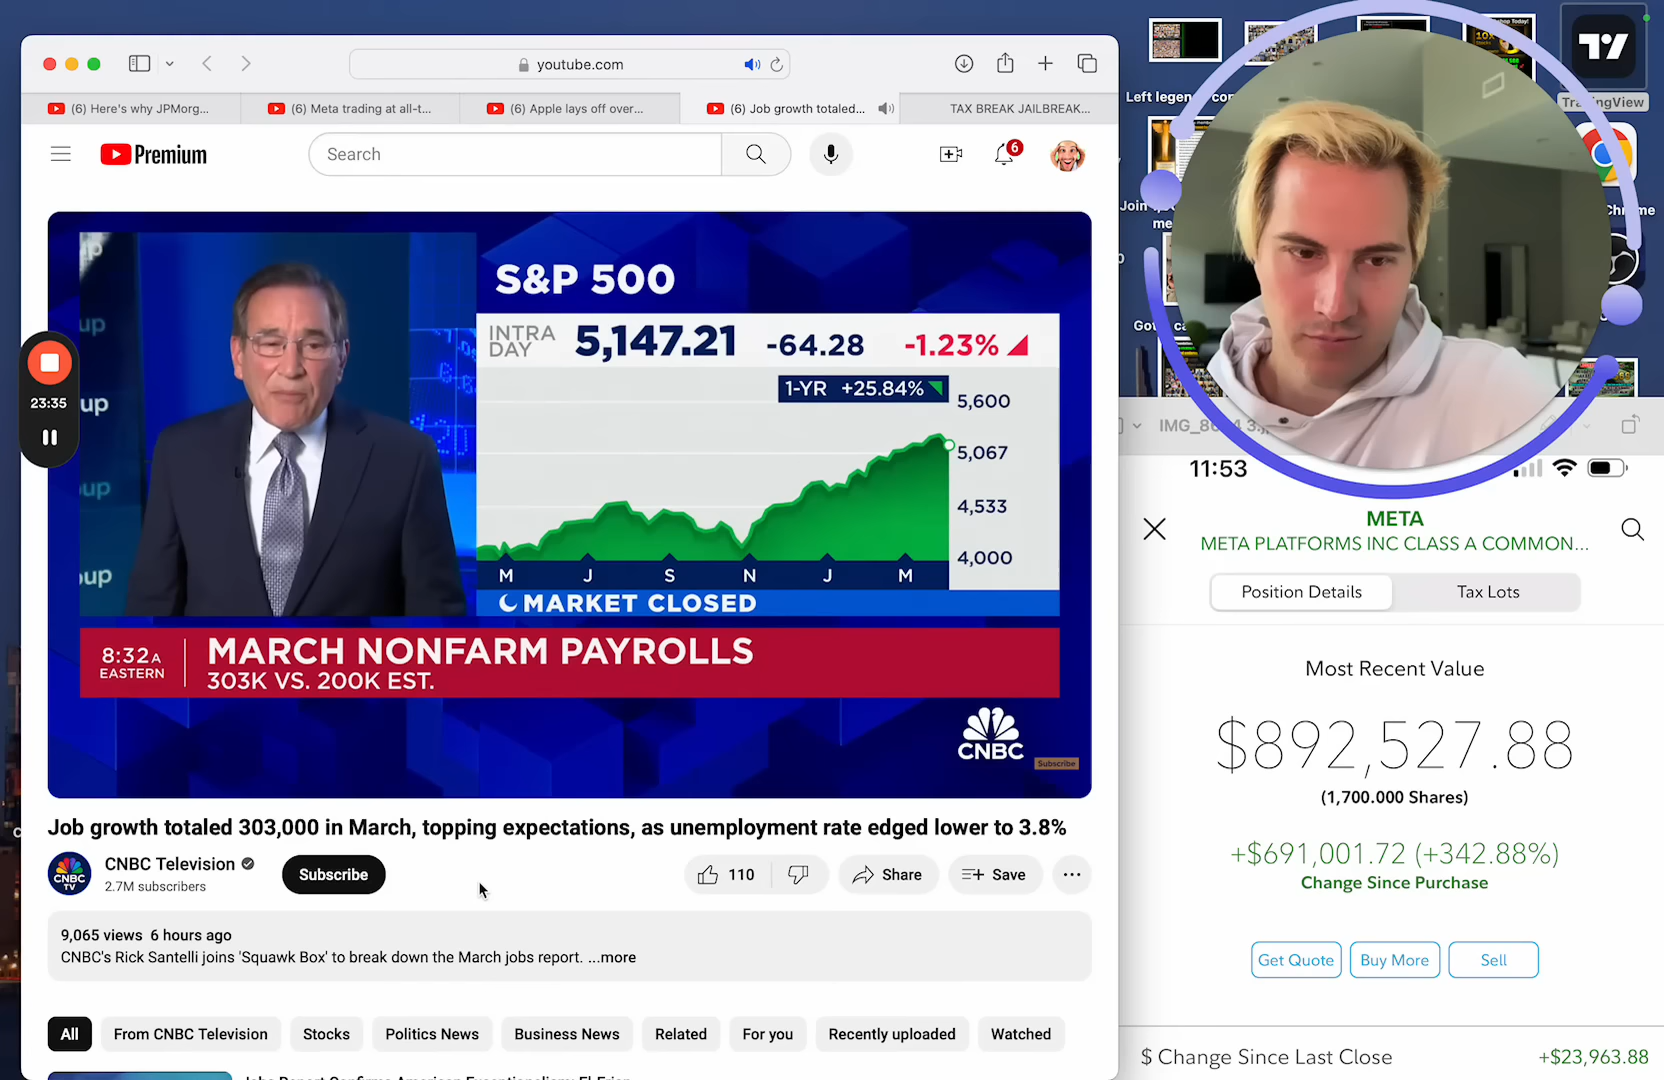 youtube.com
(6) Here's why JPMorg...
(6) Meta trading at all-t...
(6) Apple lays off over...
(6) Job growth totaled...
TAX BREAK JAILBREAK...
Premium
Search
6
S&P 500
INTRA
DAY
5,147.21
-64.28
-1.23%
1-YR +25.84%
5,600
5,067
4,533
4,000
M J S N J M
MARKET CLOSED
8:32A
EASTERN
MARCH NONFARM PAYROLLS
303K VS. 200K EST.
CNBC
Subscribe
up
up
up
up
23:35
Job growth totaled 303,000 in March, topping expectations, as unemployment rate edged lower to 3.8%
CNBC
TV
CNBC Television
2.7M subscribers
Subscribe
110
Share
Save
9,065 views 6 hours ago
CNBC's Rick Santelli joins 'Squawk Box' to break down the March jobs report. ...more
All
From CNBC Television
Stocks
Politics News
Business News
Related
For you
Recently uploaded
Watched
TradingView
11:53
META
META PLATFORMS INC CLASS A COMMON...
Position Details
Tax Lots
Most Recent Value
$892,527.88
(1,700.000 Shares)
+$691,001.72 (+342.88%)
Change Since Purchase
Get Quote
Buy More
Sell
$ Change Since Last Close
+$23,963.88